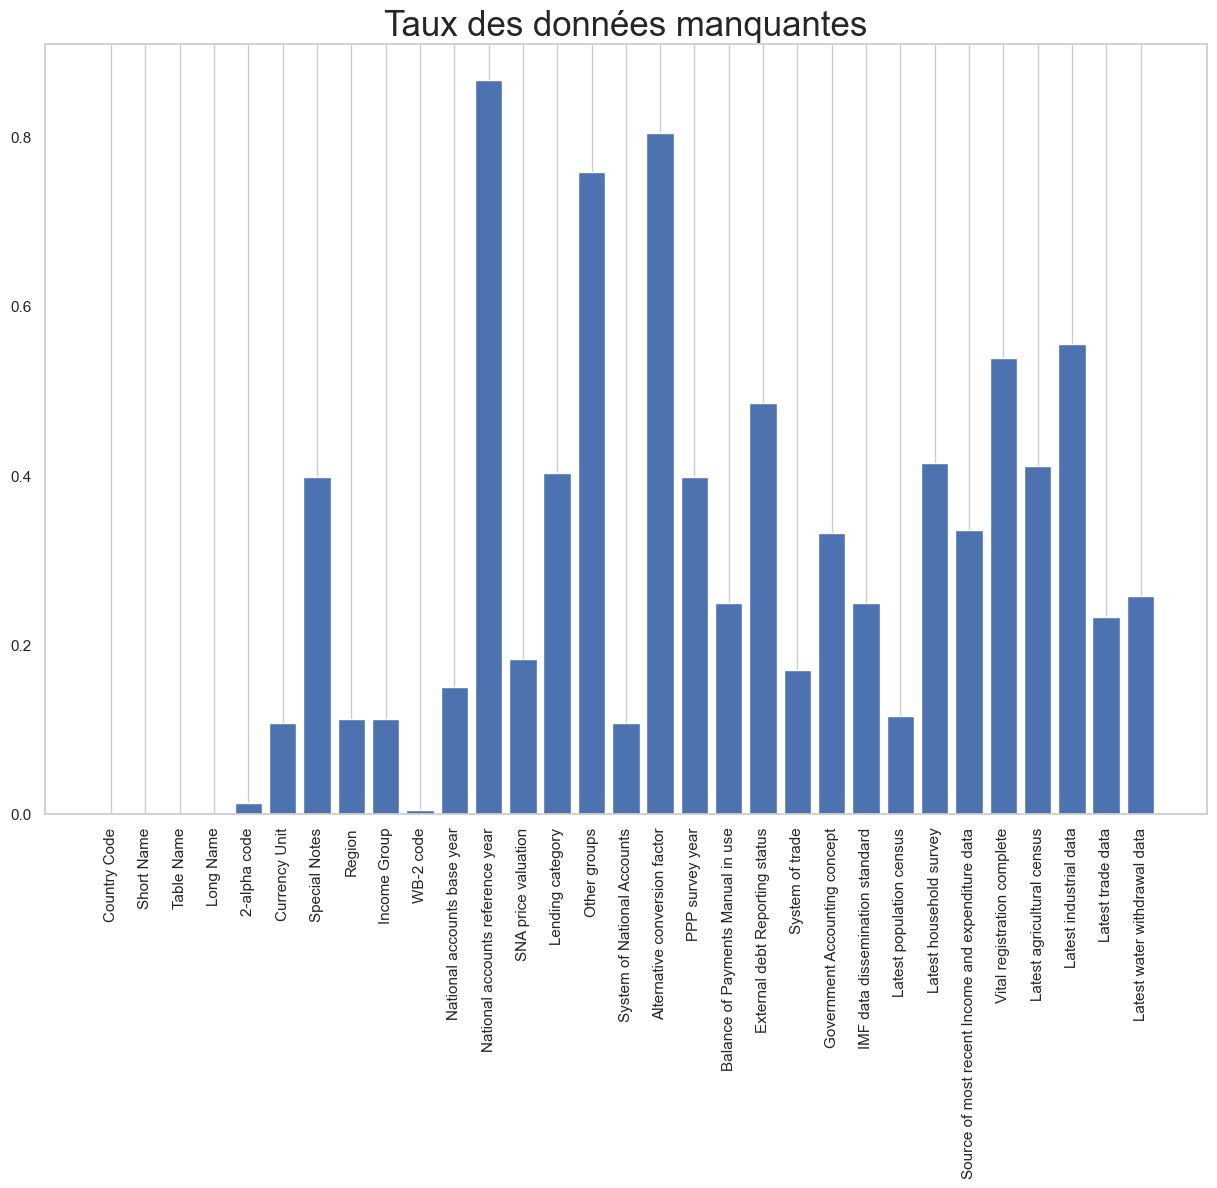 Taux des données manquantes
0.8
0.6
0.4
0.2
0.0
Country Code
Short Name
Table Name
Long Name
2-alpha code
Currency Unit
Special Notes
Region
Income Group
WB-2 code
National accounts base year
National accounts reference year
SNA price valuation
Lending category
Other groups
System of National Accounts
Alternative conversion factor
PPP survey year
Balance of Payments Manual in use
External debt Reporting status
System of trade
Government Accounting concept
IMF data dissemination standard
Latest population census
Latest household survey
Source of most recent Income and expenditure data
Vital registration complete
Latest agricultural census
Latest industrial data
Latest trade data
Latest water withdrawal data